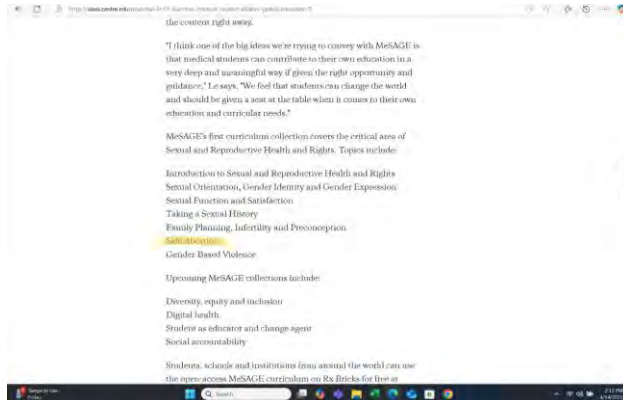 the content right away.
"I think one of the big ideas we're trying to convey with MeSAGE is
that medical students can contribute to their own education in a
very deep and meaningful way if given the right opportunity and
guidance," Le says. "We feel that students can change the world
and should be given a seat at the table when it comes to their own
education and curricular needs."
MeSAGE's first curriculum collection covers the critical area of
Sexual and Reproductive Health and Rights. Topics include:
Introduction to Sexual and Reproductive Health and Rights
Sexual Orientation, Gender Identity and Gender Expression
Sexual Function and Satisfaction
Taking a Sexual History
Family Planning, Infertility and Preconception
Safe Abortion
Gender Based Violence
Upcoming MeSAGE collections include:
Diversity, equity and inclusion
Digital health
Student as educator and change agent
Social accountability
Students, schools and institutions from around the world can use
the open-access MeSAGE curriculum on Rx Bricks for free at
Search
2:12 PM